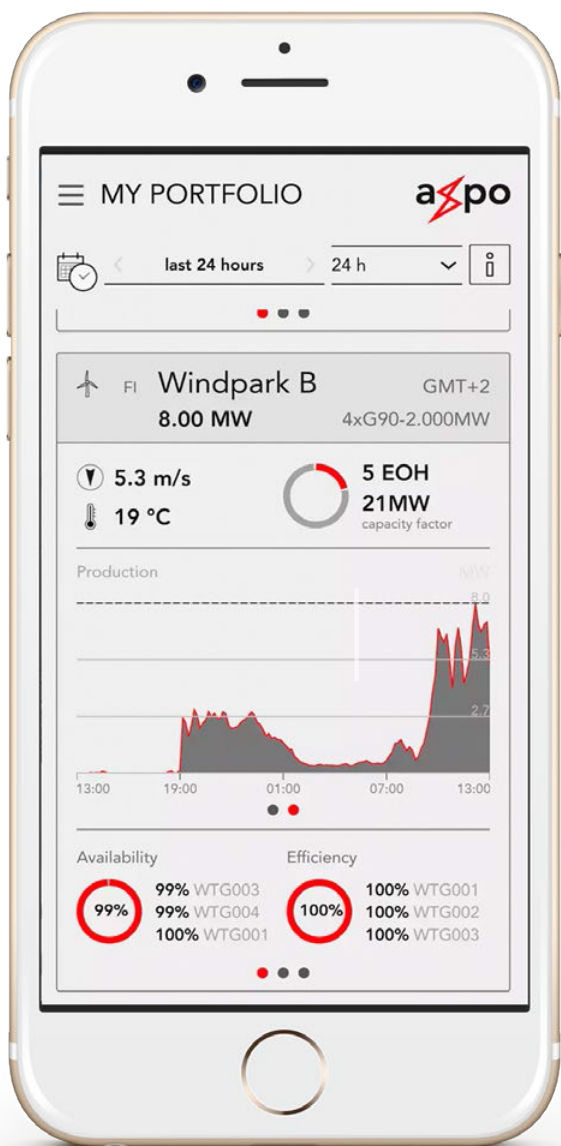 MY PORTFOLIO
axpo
last 24 hours
24 h
i
FI Windpark B GMT+2
8.00 MW 4xG90-2.000MW
5.3 m/s
19 °C
5 EOH
21MW
capacity factor
Production MW
8.0
5.3
2.7
13:00 19:00 01:00 07:00 13:00
Availability
99%
99% WTG003
99% WTG004
100% WTG001
Efficiency
100%
100% WTG001
100% WTG002
100% WTG003